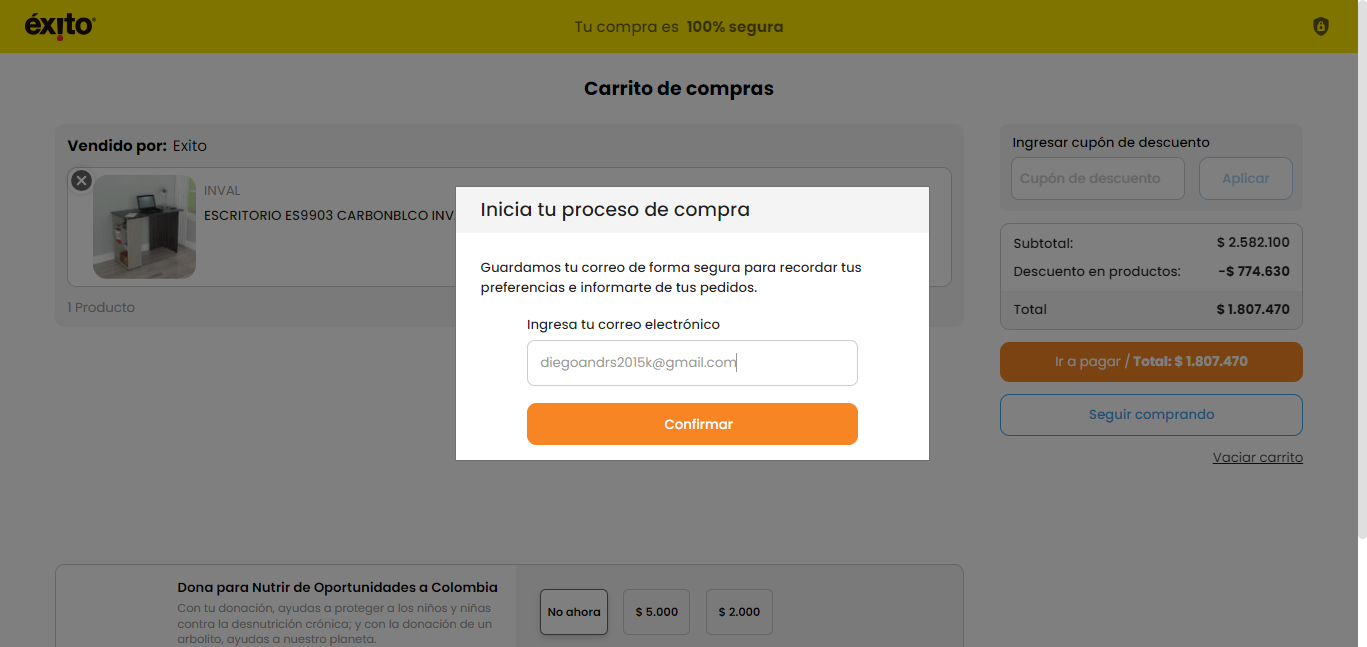 éxito
Tu compra es 100% segura
Carrito de compras
Vendido por: Exito
INVAL
ESCRITORIO ES9903 CARBONBLCO INV
1 Producto
Inicia tu proceso de compra
Guardamos tu correo de forma segura para recordar tus
preferencias e informarte de tus pedidos.
Ingresa tu correo electrónico
diegoandrs2015k@gmail.com
Confirmar
Ingresar cupón de descuento
Cupón de descuento
Aplicar
Subtotal: $ 2.582.100
Descuento en productos: -$ 774.630
Total $ 1.807.470
Ir a pagar / Total: $ 1.807.470
Seguir comprando
Vaciar carrito
Dona para Nutrir de Oportunidades a Colombia
Con tu donación, ayudas a proteger a los niños y niñas
contra la desnutrición crónica; y con la donación de un
arbolito, ayudas a nuestro planeta.
No ahora
$ 5.000
$ 2.000